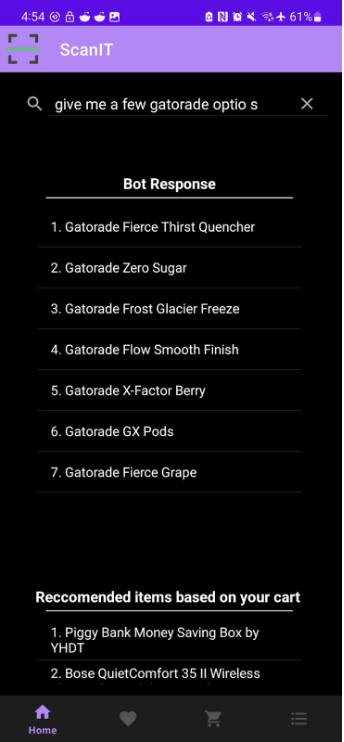 4:54 61%
ScanIT
give me a few gatorade optio s
Bot Response
1. Gatorade Fierce Thirst Quencher
2. Gatorade Zero Sugar
3. Gatorade Frost Glacier Freeze
4. Gatorade Flow Smooth Finish
5. Gatorade X-Factor Berry
6. Gatorade GX Pods
7. Gatorade Fierce Grape
Reccomended items based on your cart
1. Piggy Bank Money Saving Box by
YHDT
2. Bose QuietComfort 35 II Wireless
Home